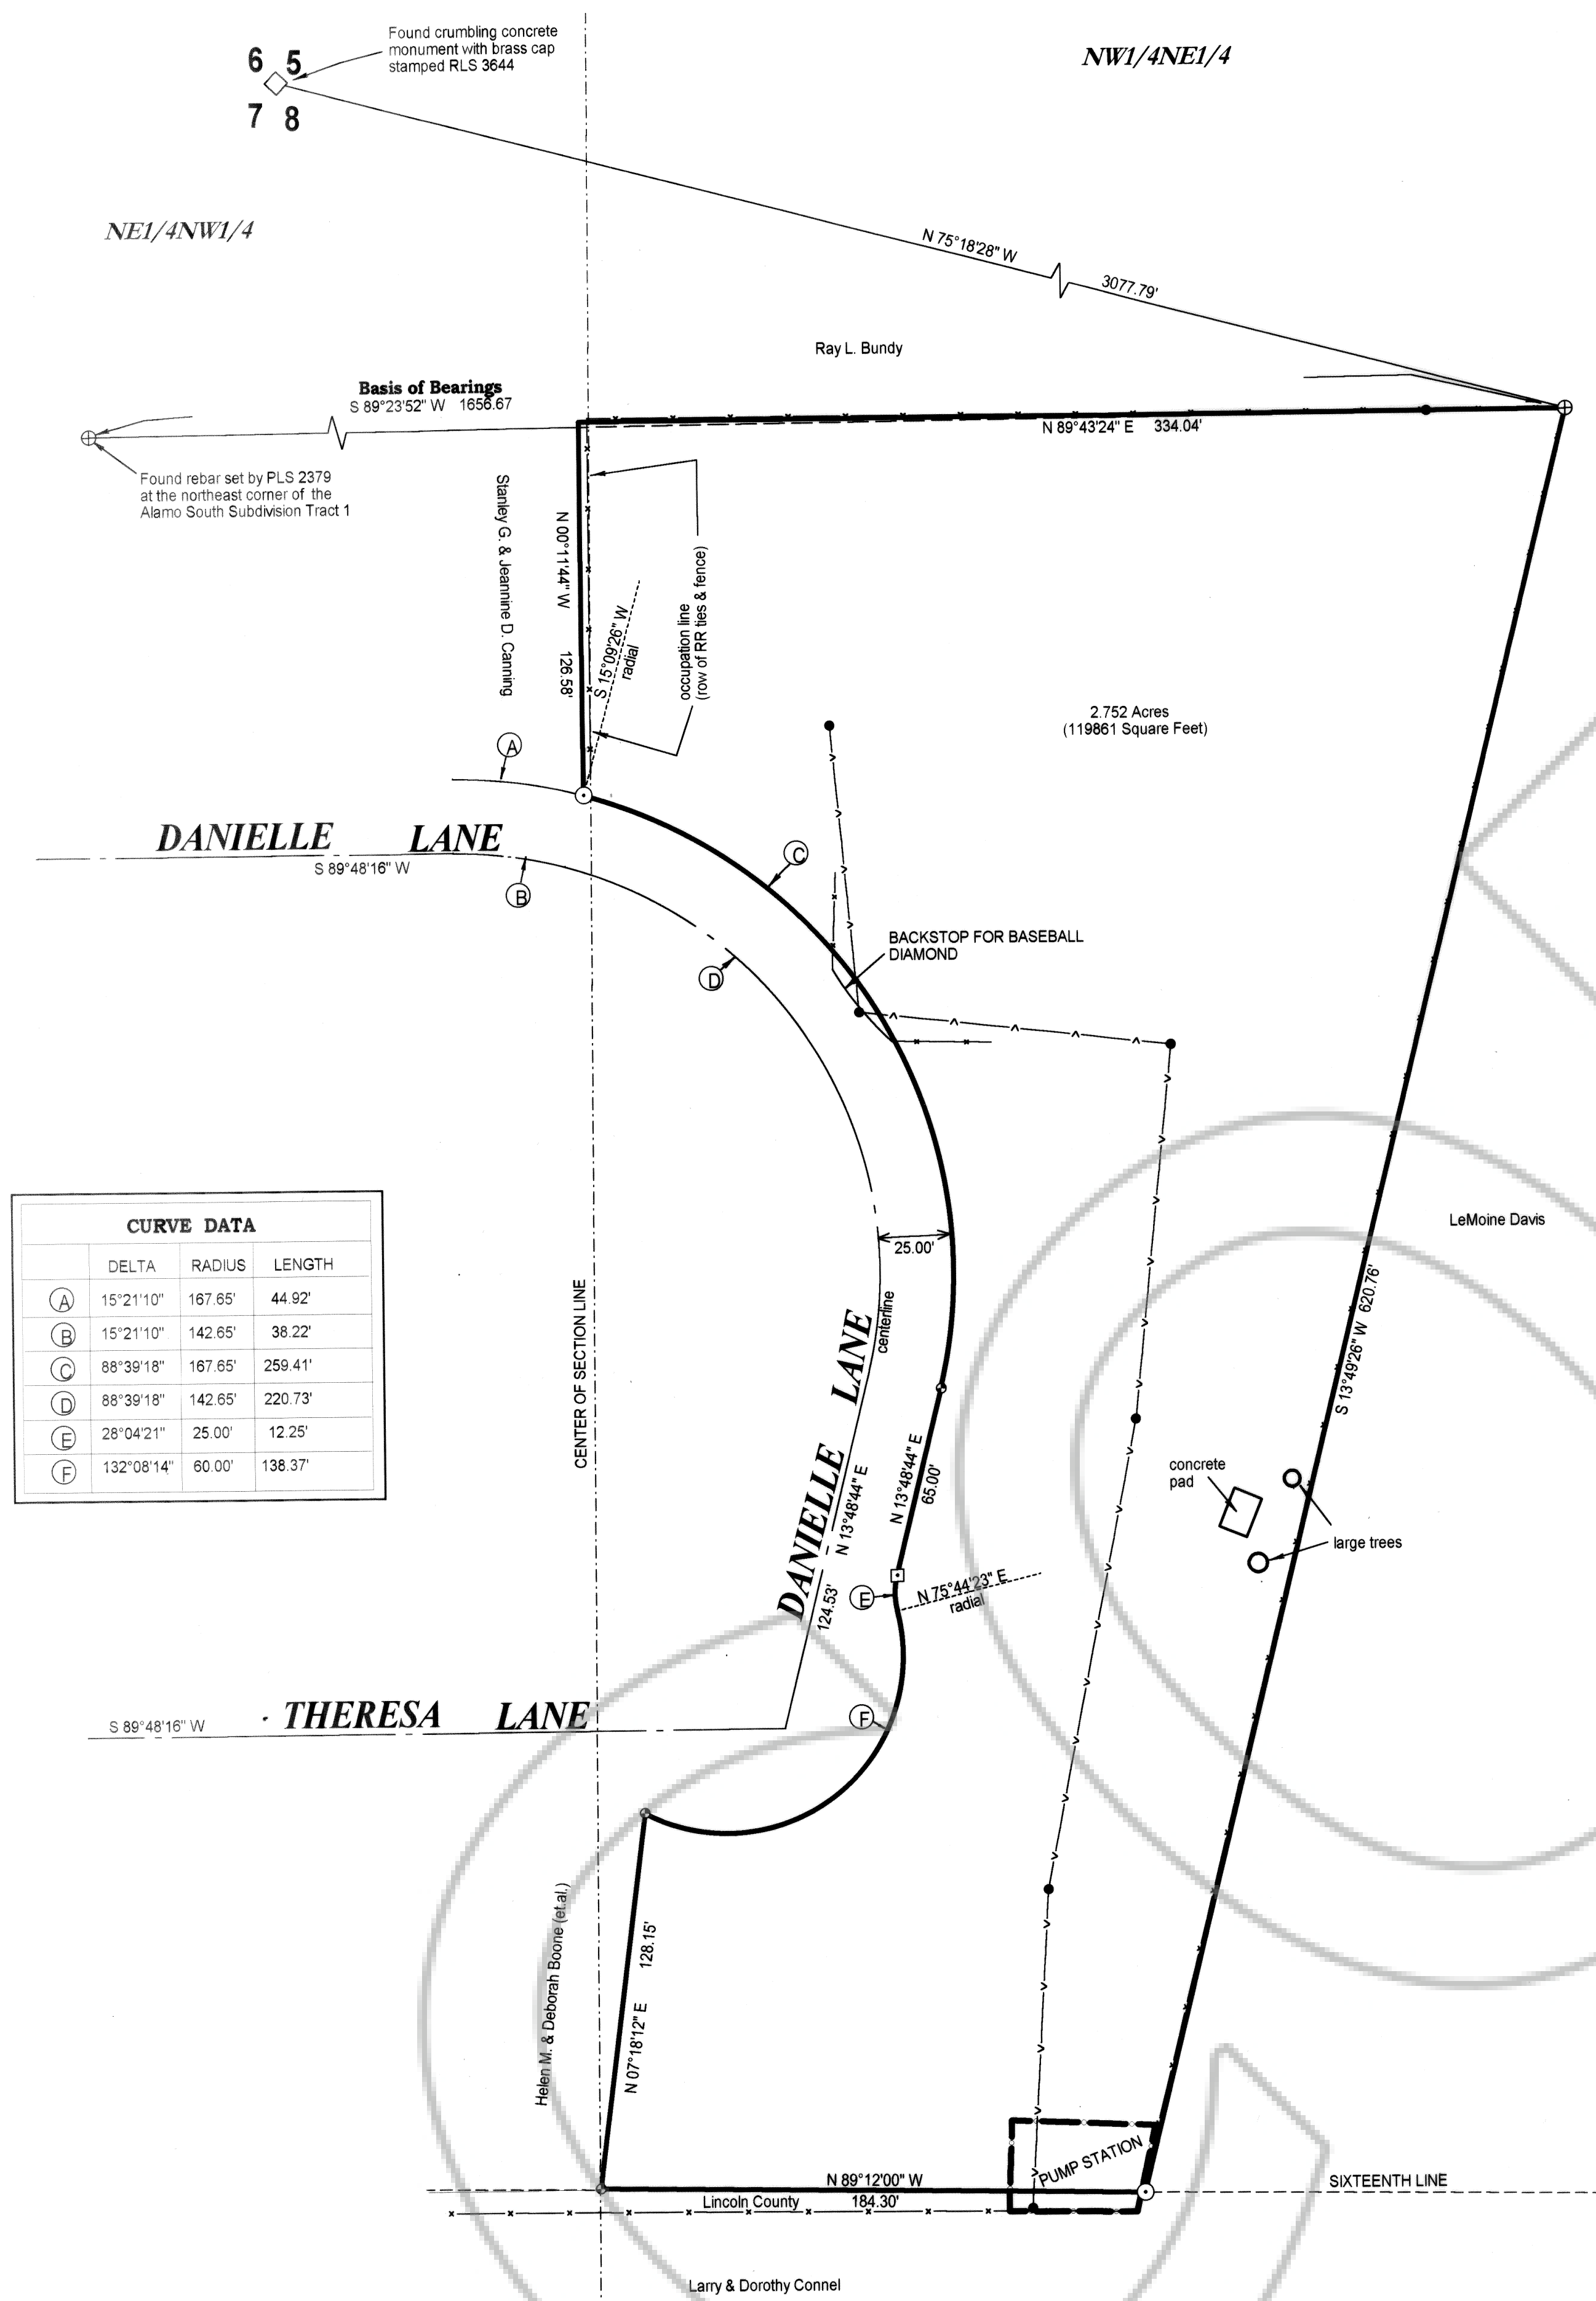 Found crumbling concrete
monument with brass cap
stamped RLS 3644
6 5
7 8
NW1/4NE1/4
NE1/4NW1/4
N 75°18'28" W
3077.79'
Ray L. Bundy
Basis of Bearings
S 89°23'52" W 1656.67
N 89°43'24" E 334.04'
Found rebar set by PLS 2379
at the northeast corner of the
Alamo South Subdivision Tract 1
Stanley G. & Jeannine D. Canning
N 00°11'44" W 126.58'
S 15°09'26" W
radial
occupation line
(row of RR ties & fence)
2.752 Acres
(119861 Square Feet)
A
DANIELLE LANE
S 89°48'16" W
B
C
D
BACKSTOP FOR BASEBALL
DIAMOND
25.00'
centerline
LeMoine Davis
CURVE DATA
DELTA RADIUS LENGTH
A 15°21'10" 167.65' 44.92'
B 15°21'10" 142.65' 38.22'
C 88°39'18" 167.65' 259.41'
D 88°39'18" 142.65' 220.73'
E 28°04'21" 25.00' 12.25'
F 132°08'14" 60.00' 138.37'
CENTER OF SECTION LINE
S 13°49'26" W 620.76'
DANIELLE LANE
N 13°48'44" E
124.53'
N 13°48'44" E
65.00'
concrete
pad
large trees
E
N 75°44'23" E
radial
F
S 89°48'16" W
THERESA LANE
Helen M. & Deborah Boone (et.al.)
N 07°18'12" E 128.15'
PUMP STATION
N 89°12'00" W
184.30'
Lincoln County
SIXTEENTH LINE
Larry & Dorothy Connel